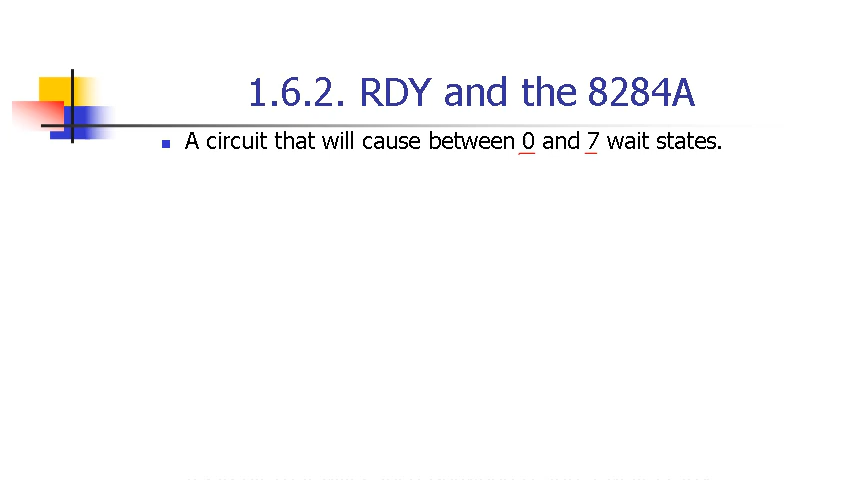 1.6.2. RDY and the 8284A
A circuit that will cause between 0 and 7 wait states.